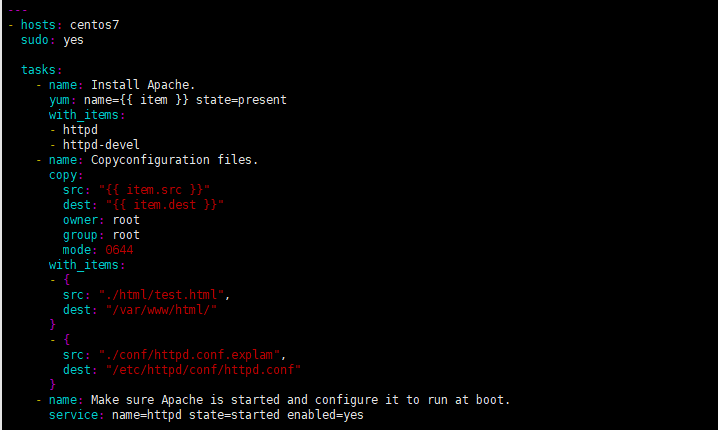 ---
- hosts: centos7
  sudo: yes

  tasks:
    - name: Install Apache.
      yum: name={{ item }} state=present
      with_items:
      - httpd
      - httpd-devel
    - name: Copyconfiguration files.
      copy:
        src: "{{ item.src }}"
        dest: "{{ item.dest }}"
        owner: root
        group: root
        mode: 0644
      with_items:
      - {
        src: "./html/test.html",
        dest: "/var/www/html/"
      }
      - {
        src: "./conf/httpd.conf.explam",
        dest: "/etc/httpd/conf/httpd.conf"
      }
    - name: Make sure Apache is started and configure it to run at boot.
      service: name=httpd state=started enabled=yes